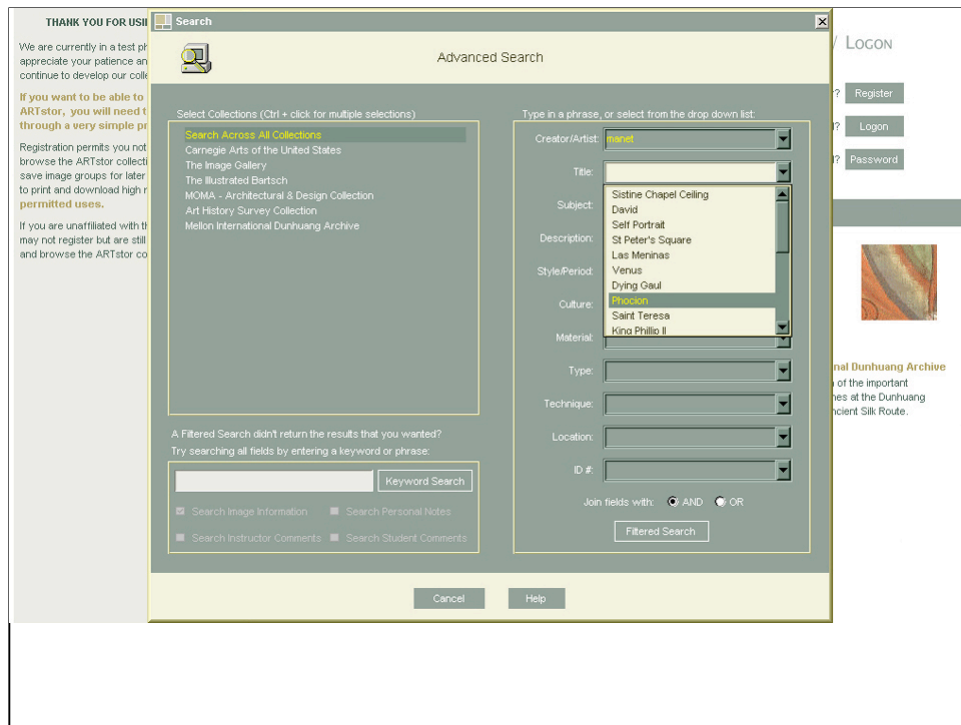 THANK YOU FOR USI
We are currently in a test ph
appreciate your patience an
continue to develop our colle
If you want to be able to
ARTstor, you will need t
through a very simple pr
Registration permits you not
browse the ARTstor collecti
save image groups for later
to print and download high r
permitted uses.
If you are unaffiliated with th
may not register but are still
and browse the ARTstor co
Search
Advanced Search
Select Collections (Ctrl + click for multiple selections)
Search Across All Collections
Carnegie Arts of the United States
The Image Gallery
The Illustrated Bartsch
MOMA - Architectural & Design Collection
Art History Survey Collection
Mellon International Dunhuang Archive
A Filtered Search didn't return the results that you wanted?
Try searching all fields by entering a keyword or phrase:
Keyword Search
Search Image Information Search Personal Notes
Search Instructor Comments Search Student Comments
Type in a phrase, or select from the drop down list:
Creator/Artist: manet
Title:
Sistine Chapel Ceiling
David
Self Portrait
St Peter's Square
Las Meninas
Venus
Dying Gaul
Phocion
Saint Teresa
King Phillip II
Subject:
Description:
Style/Period:
Culture:
Material:
Type:
Technique:
Location:
ID #:
Join fields with: AND OR
Filtered Search
Cancel Help
/ LOGON
? Register
? Logon
? Password
nal Dunhuang Archive
of the important
nes at the Dunhuang
ncient Silk Route.